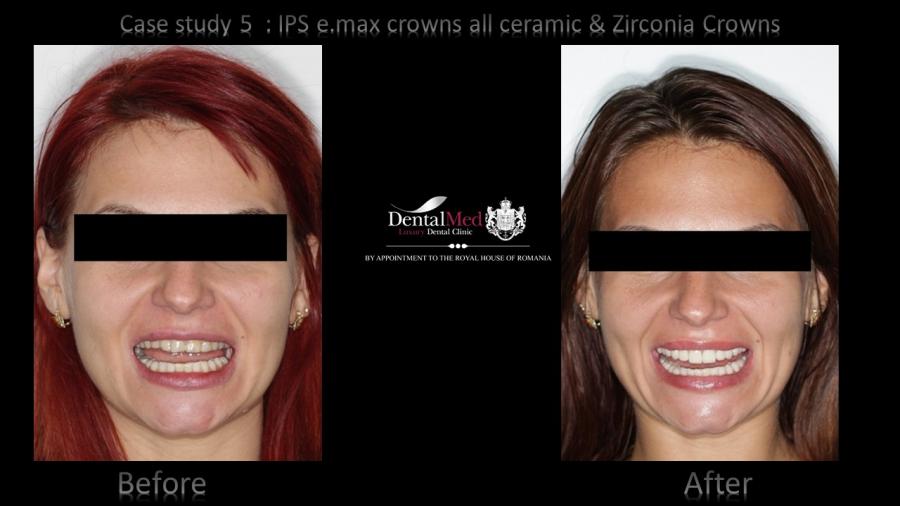 Case study 5 : IPS e.max crowns all ceramic & Zirconia Crowns
DentalMed
Luxury Dental Clinic
BY APPOINTMENT TO THE ROYAL HOUSE OF ROMANIA
Before
After